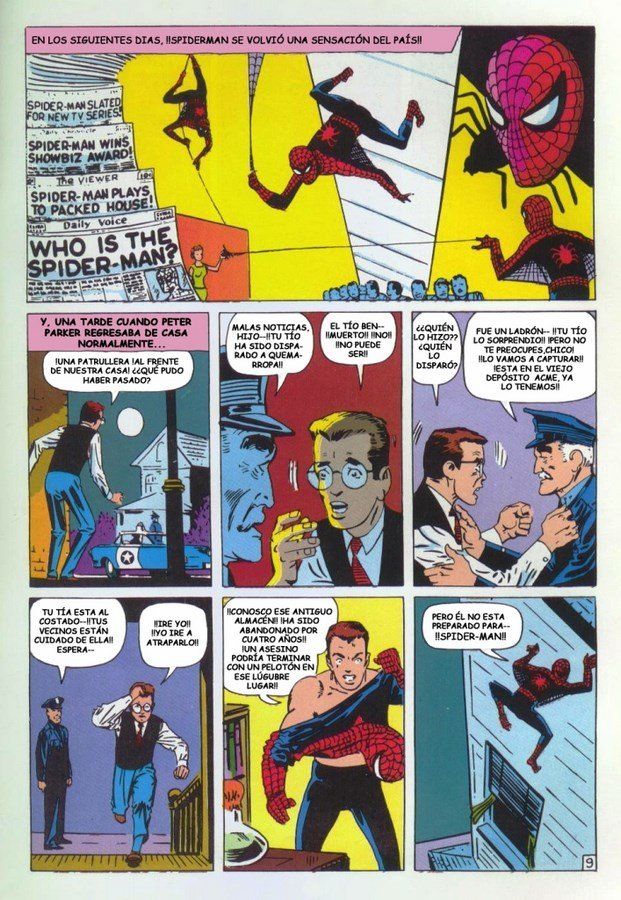 EN LOS SIGUIENTES DIAS, !!SPIDERMAN SE VOLVIÓ UNA SENSACIÓN DEL PAÍS!!
SPIDER-MAN SLATED
FOR NEW TV SERIES!
SPIDER-MAN WINS
SHOWBIZ AWARD!
The VIEWER
SPIDER-MAN PLAYS
TO PACKED HOUSE!
Daily Voice
WHO IS THE
SPIDER-MAN?
Y, UNA TARDE CUANDO PETER
PARKER REGRESABA DE CASA
NORMALMENTE...
!UNA PATRULLERA !AL FRENTE
DE NUESTRA CASA! ¿¿QUÉ PUDO
HABER PASADO?
MALAS NOTICIAS,
HIJO--!!TU TÍO
HA SIDO DISPA-
RADO A QUEMA-
RROPA!!
EL TÍO BEN--
!!MUERTO!! !!NO!!
!!NO PUEDE
SER!!
¿¿QUIÉN
LO HIZO??
¿QUIÉN
LO DISPARÓ?
FUE UN LADRÓN-- !!TU TÍO
LO SORPRENDIO!! !PERO NO
TE PREOCUPES,CHICO!
!!LO VAMOS A CAPTURAR!!
!ESTA EN EL VIEJO
DEPÓSITO ACME, YA
LO TENEMOS!!
TU TÍA ESTA AL
COSTADO--!!TUS
VECINOS ESTÁN
CUIDADO DE ELLA!!
ESPERA--
!!IRE YO!!
!!YO IRE A
ATRAPARLO!!
!!CONOSCO ESE ANTIGUO
ALMACÉN!! !HA SIDO
ABANDONADO POR
CUATRO AÑOS!!
!UN ASESINO
PODRÍA TERMINAR
CON UN PELOTÓN EN
ESE LÚGUBRE
LUGAR!!
PERO ÉL NO ESTA
PREPARADO PARA--
!!SPIDER-MAN!!
9